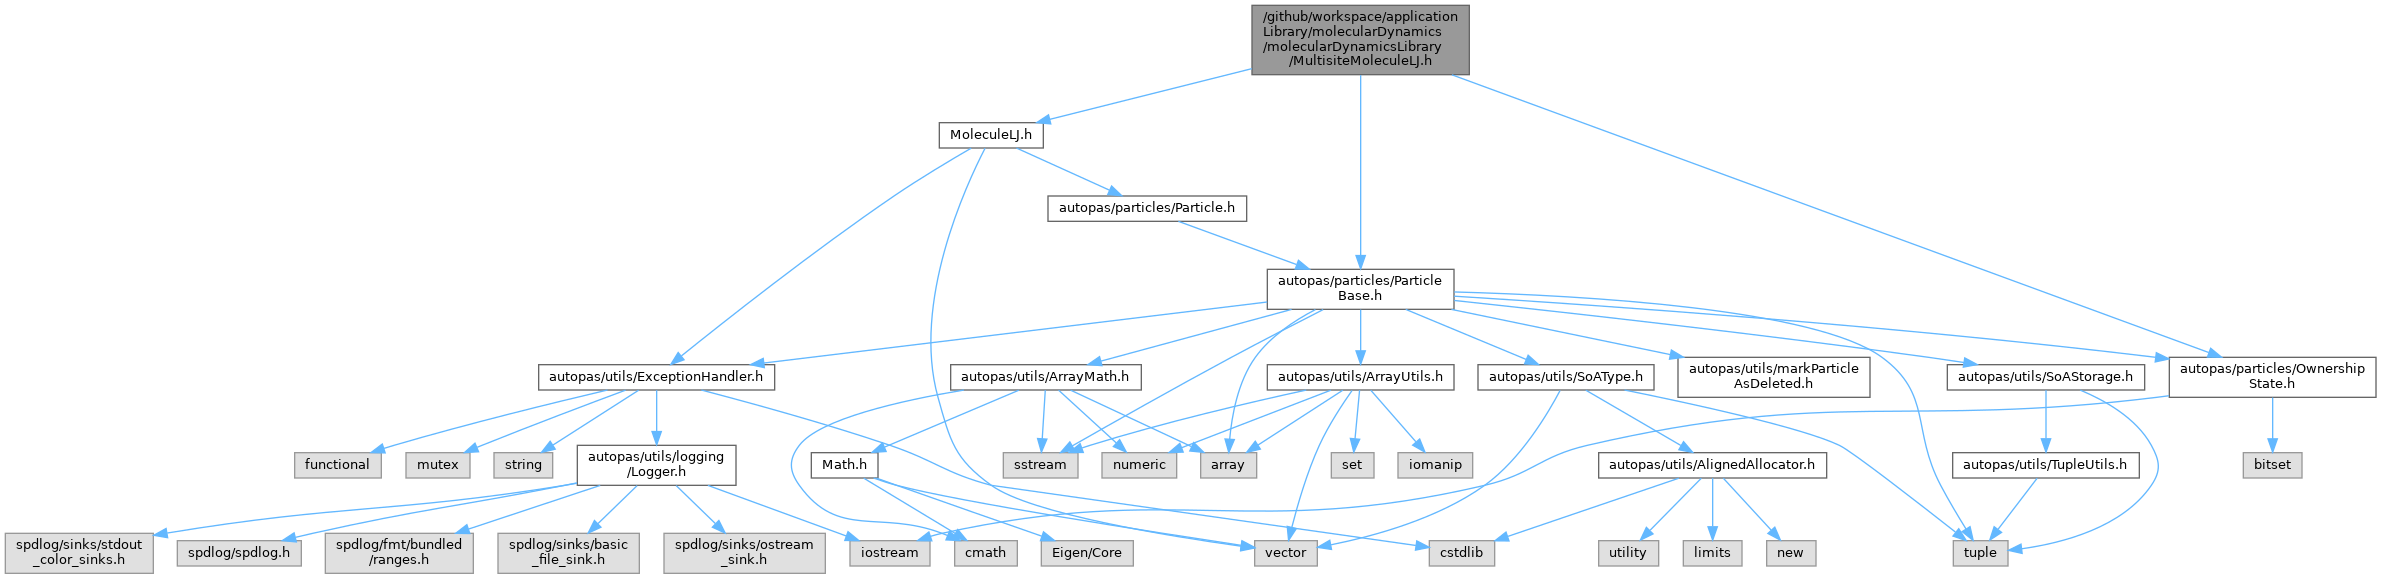 /github/workspace/application
Library/molecularDynamics
/molecularDynamicsLibrary
/MultisiteMoleculeLJ.h
MoleculeLJ.h
autopas/particles/Particle.h
autopas/particles/Particle
Base.h
autopas/utils/ExceptionHandler.h
autopas/utils/ArrayMath.h
autopas/utils/ArrayUtils.h
autopas/utils/SoAType.h
autopas/utils/markParticle
AsDeleted.h
autopas/utils/SoAStorage.h
autopas/particles/Ownership
State.h
functional
mutex
string
autopas/utils/logging
/Logger.h
Math.h
sstream
numeric
array
set
iomanip
autopas/utils/AlignedAllocator.h
autopas/utils/TupleUtils.h
bitset
spdlog/sinks/stdout
_color_sinks.h
spdlog/spdlog.h
spdlog/fmt/bundled
/ranges.h
spdlog/sinks/basic
_file_sink.h
spdlog/sinks/ostream
_sink.h
iostream
cmath
Eigen/Core
vector
cstdlib
utility
limits
new
tuple